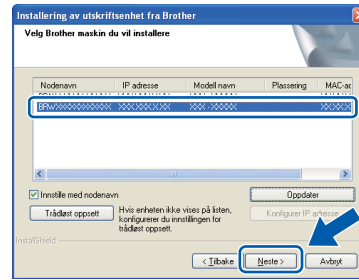 Installering av utskriftsenhet fra Brother
Velg Brother maskin du vil installere
Nodenavn IP adresse Modell navn Plassering MAC-ad
BRWXXXXXXXXXXXX XXX.XXX.X.XX XXX-XXXXX XX:XX:X
Innstille med nodenavn
Oppdater
Trådløst oppsett
Hvis enheten ikke vises på listen,
konfigurerer du innstillingen for
trådløst oppsett.
Konfigurer IP adresse
InstallShield
< Tilbake Neste > Avbryt